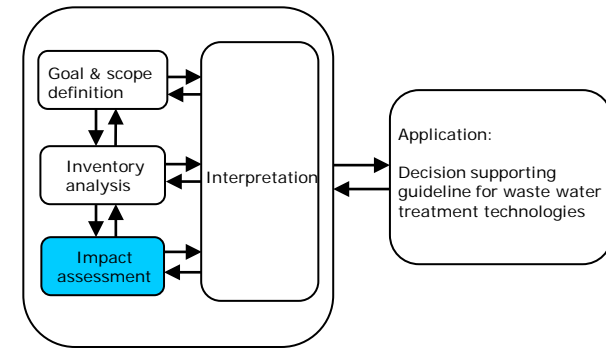 Goal & scope
definition
Inventory
analysis
Impact
assessment
Interpretation
Application:
Decision supporting
guideline for waste water
treatment technologies